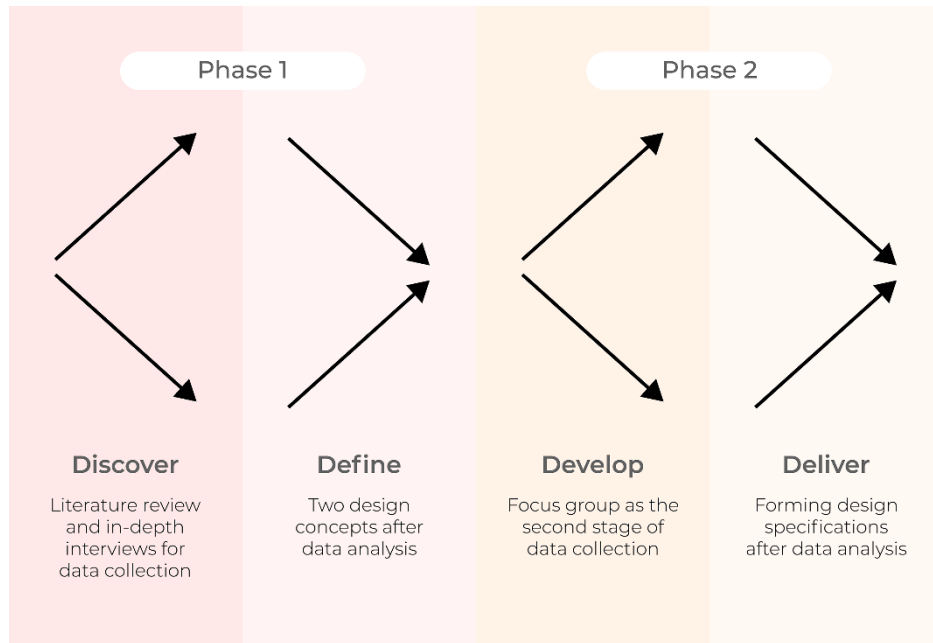 Phase 1
Phase 2
Discover
Literature review
and in-depth
interviews for
data collection
Define
Two design
concepts after
data analysis
Develop
Focus group as the
second stage of
data collection
Deliver
Forming design
specifications
after data analysis